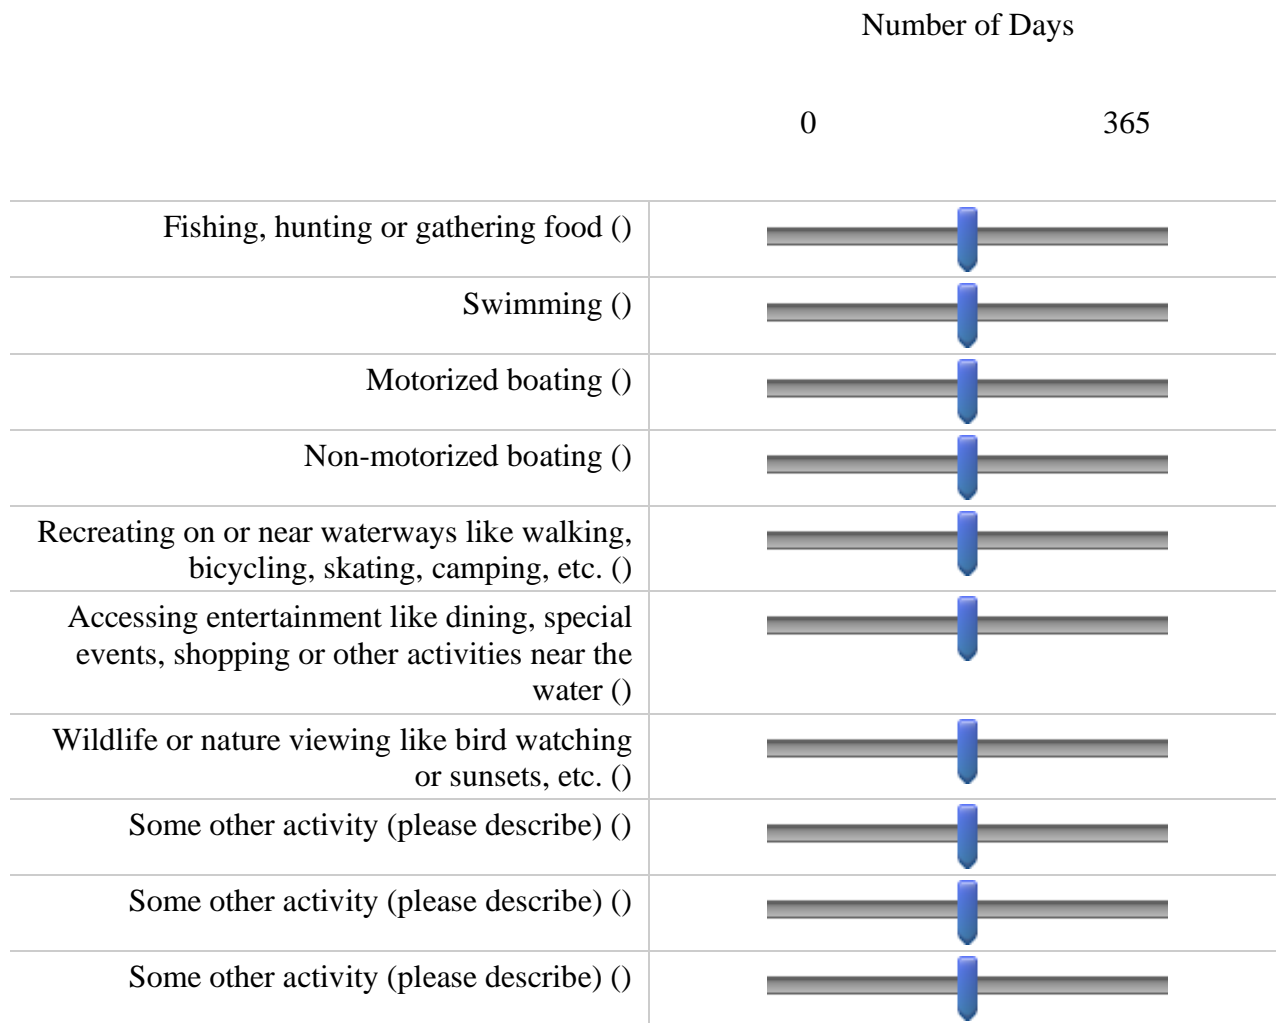 Number of Days
0 365
Fishing, hunting or gathering food ()
Swimming ()
Motorized boating ()
Non-motorized boating ()
Recreating on or near waterways like walking,
bicycling, skating, camping, etc. ()
Accessing entertainment like dining, special
events, shopping or other activities near the
water ()
Wildlife or nature viewing like bird watching
or sunsets, etc. ()
Some other activity (please describe) ()
Some other activity (please describe) ()
Some other activity (please describe) ()